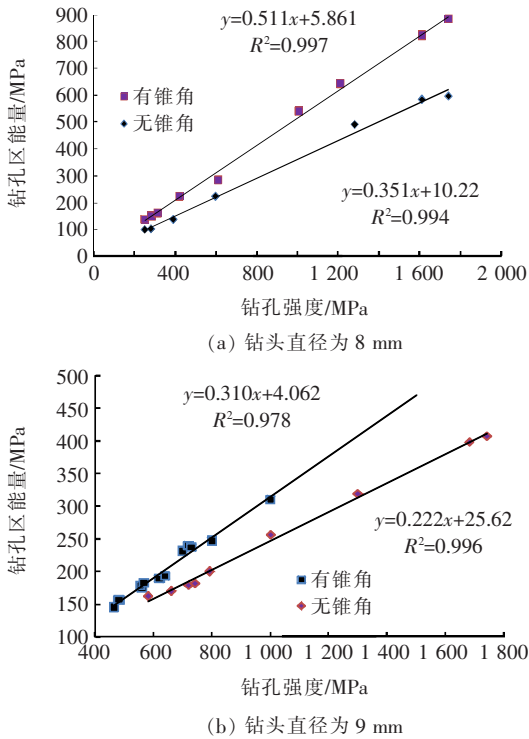 900
800
700
600
500
400
300
200
100
0
钻孔区能量/MPa
y=0.511x+5.861
R²=0.997
有锥角
无锥角
y=0.351x+10.22
R²=0.994
0 400 800 1 200 1 600 2 000
钻孔强度/MPa
(a) 钻头直径为 8 mm
500
450
400
350
300
250
200
150
100
钻孔区能量/MPa
y=0.310x+4.062
R²=0.978
y=0.222x+25.62
R²=0.996
有锥角
无锥角
400 600 800 1 000 1 200 1 400 1 600 1 800
钻孔强度/MPa
(b) 钻头直径为 9 mm